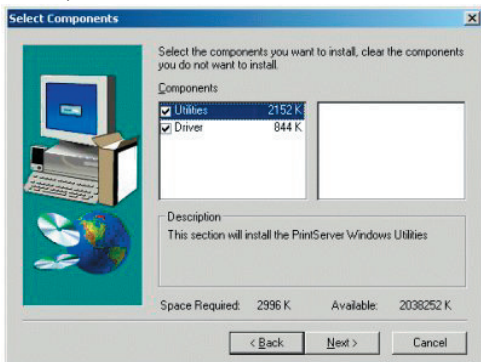 Select Components
Select the components you want to install, clear the components
you do not want to install.
Components
Utilities 2152 K
Driver 844 K
Description
This section will install the PrintServer Windows Utilities
Space Required: 2996 K Available: 2038252 K
< Back Next > Cancel